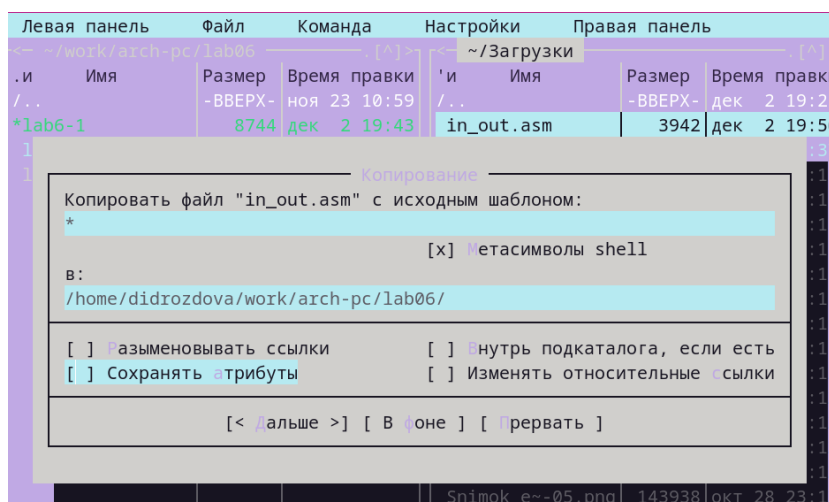 Левая панель Файл Команда Настройки Правая панель
<─ ~/work/arch-pc/lab06 ─.[^]>┐ ┌<─ ~/Загрузки ─.[^]
.и Имя Размер Время правки 'и Имя Размер Время правк
/.. -ВВЕРХ- ноя 23 10:59 /.. -ВВЕРХ- дек 2 19:2
*lab6-1 8744 дек 2 19:43 in_out.asm 3942 дек 2 19:5
Копирование
Копировать файл "in_out.asm" с исходным шаблоном:
*
[x] Метасимволы shell
в:
/home/didrozdova/work/arch-pc/lab06/
[ ] Разыменовывать ссылки [ ] Внутрь подкаталога, если есть
[ ] Сохранять атрибуты [ ] Изменять относительные ссылки
[< Дальше >] [ В фоне ] [ Прервать ]
Snimok e~-05.png 143938 окт 28 23:1